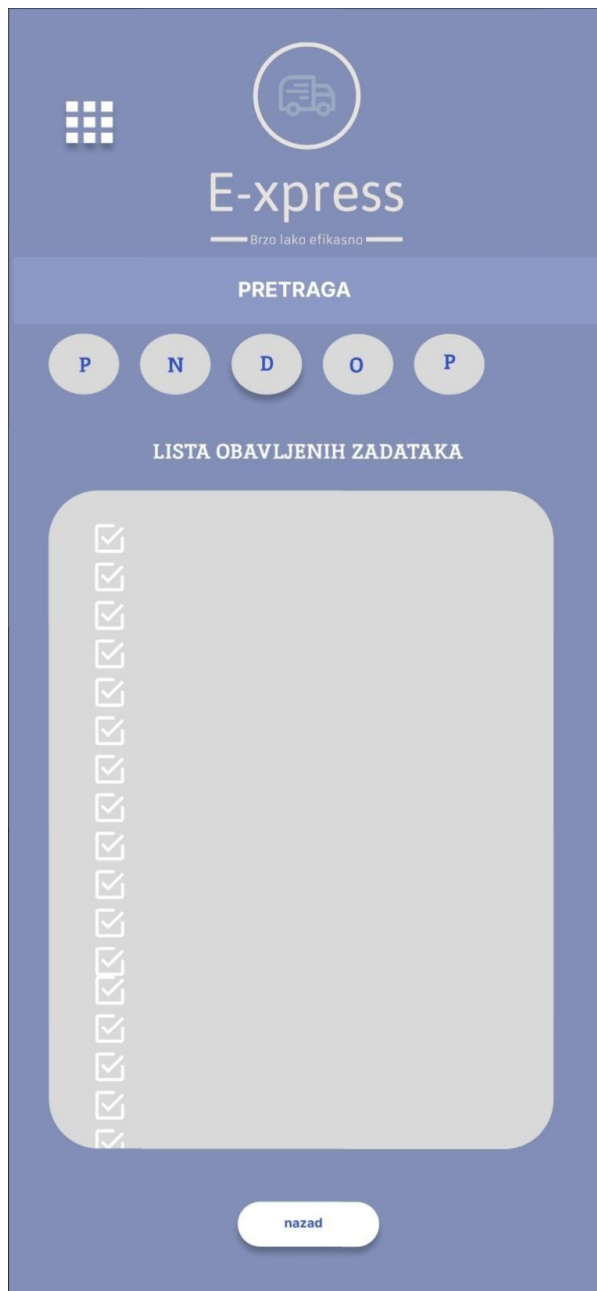 E-xpress
Brzo lako efikasno
PRETRAGA
P N D O P
LISTA OBAVLJENIH ZADATAKA
nazad